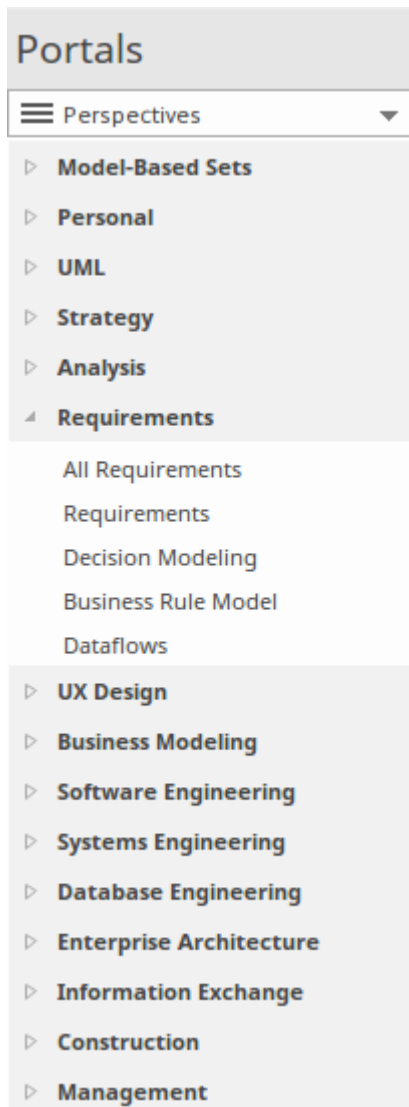 Portals
Perspectives
Model-Based Sets
Personal
UML
Strategy
Analysis
Requirements
All Requirements
Requirements
Decision Modeling
Business Rule Model
Dataflows
UX Design
Business Modeling
Software Engineering
Systems Engineering
Database Engineering
Enterprise Architecture
Information Exchange
Construction
Management